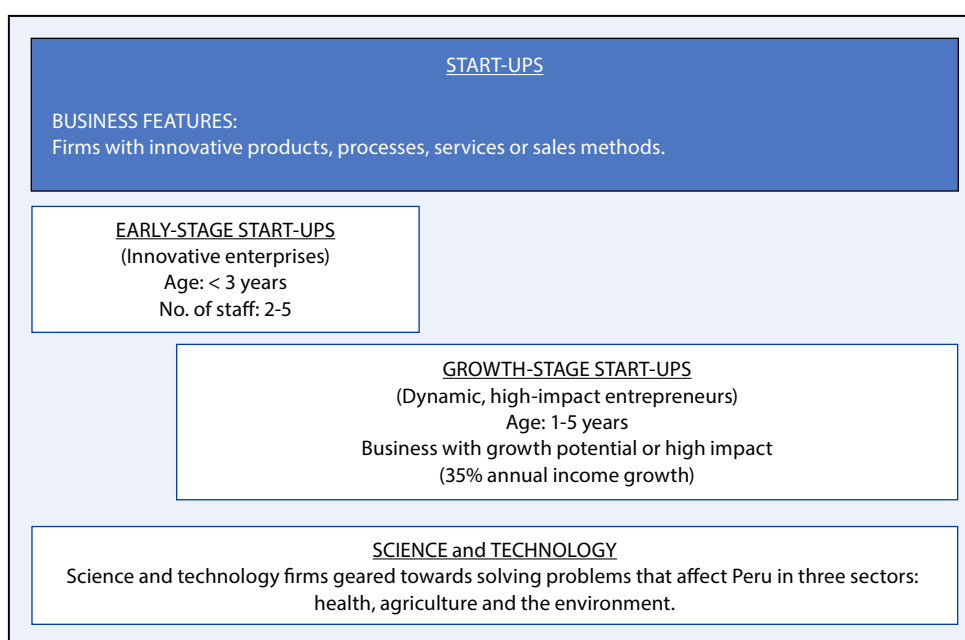 START-UPS
BUSINESS FEATURES:
Firms with innovative products, processes, services or sales methods.
EARLY-STAGE START-UPS
(Innovative enterprises)
Age: < 3 years
No. of staff: 2-5
GROWTH-STAGE START-UPS
(Dynamic, high-impact entrepreneurs)
Age: 1-5 years
Business with growth potential or high impact
(35% annual income growth)
SCIENCE and TECHNOLOGY
Science and technology firms geared towards solving problems that affect Peru in three sectors:
health, agriculture and the environment.